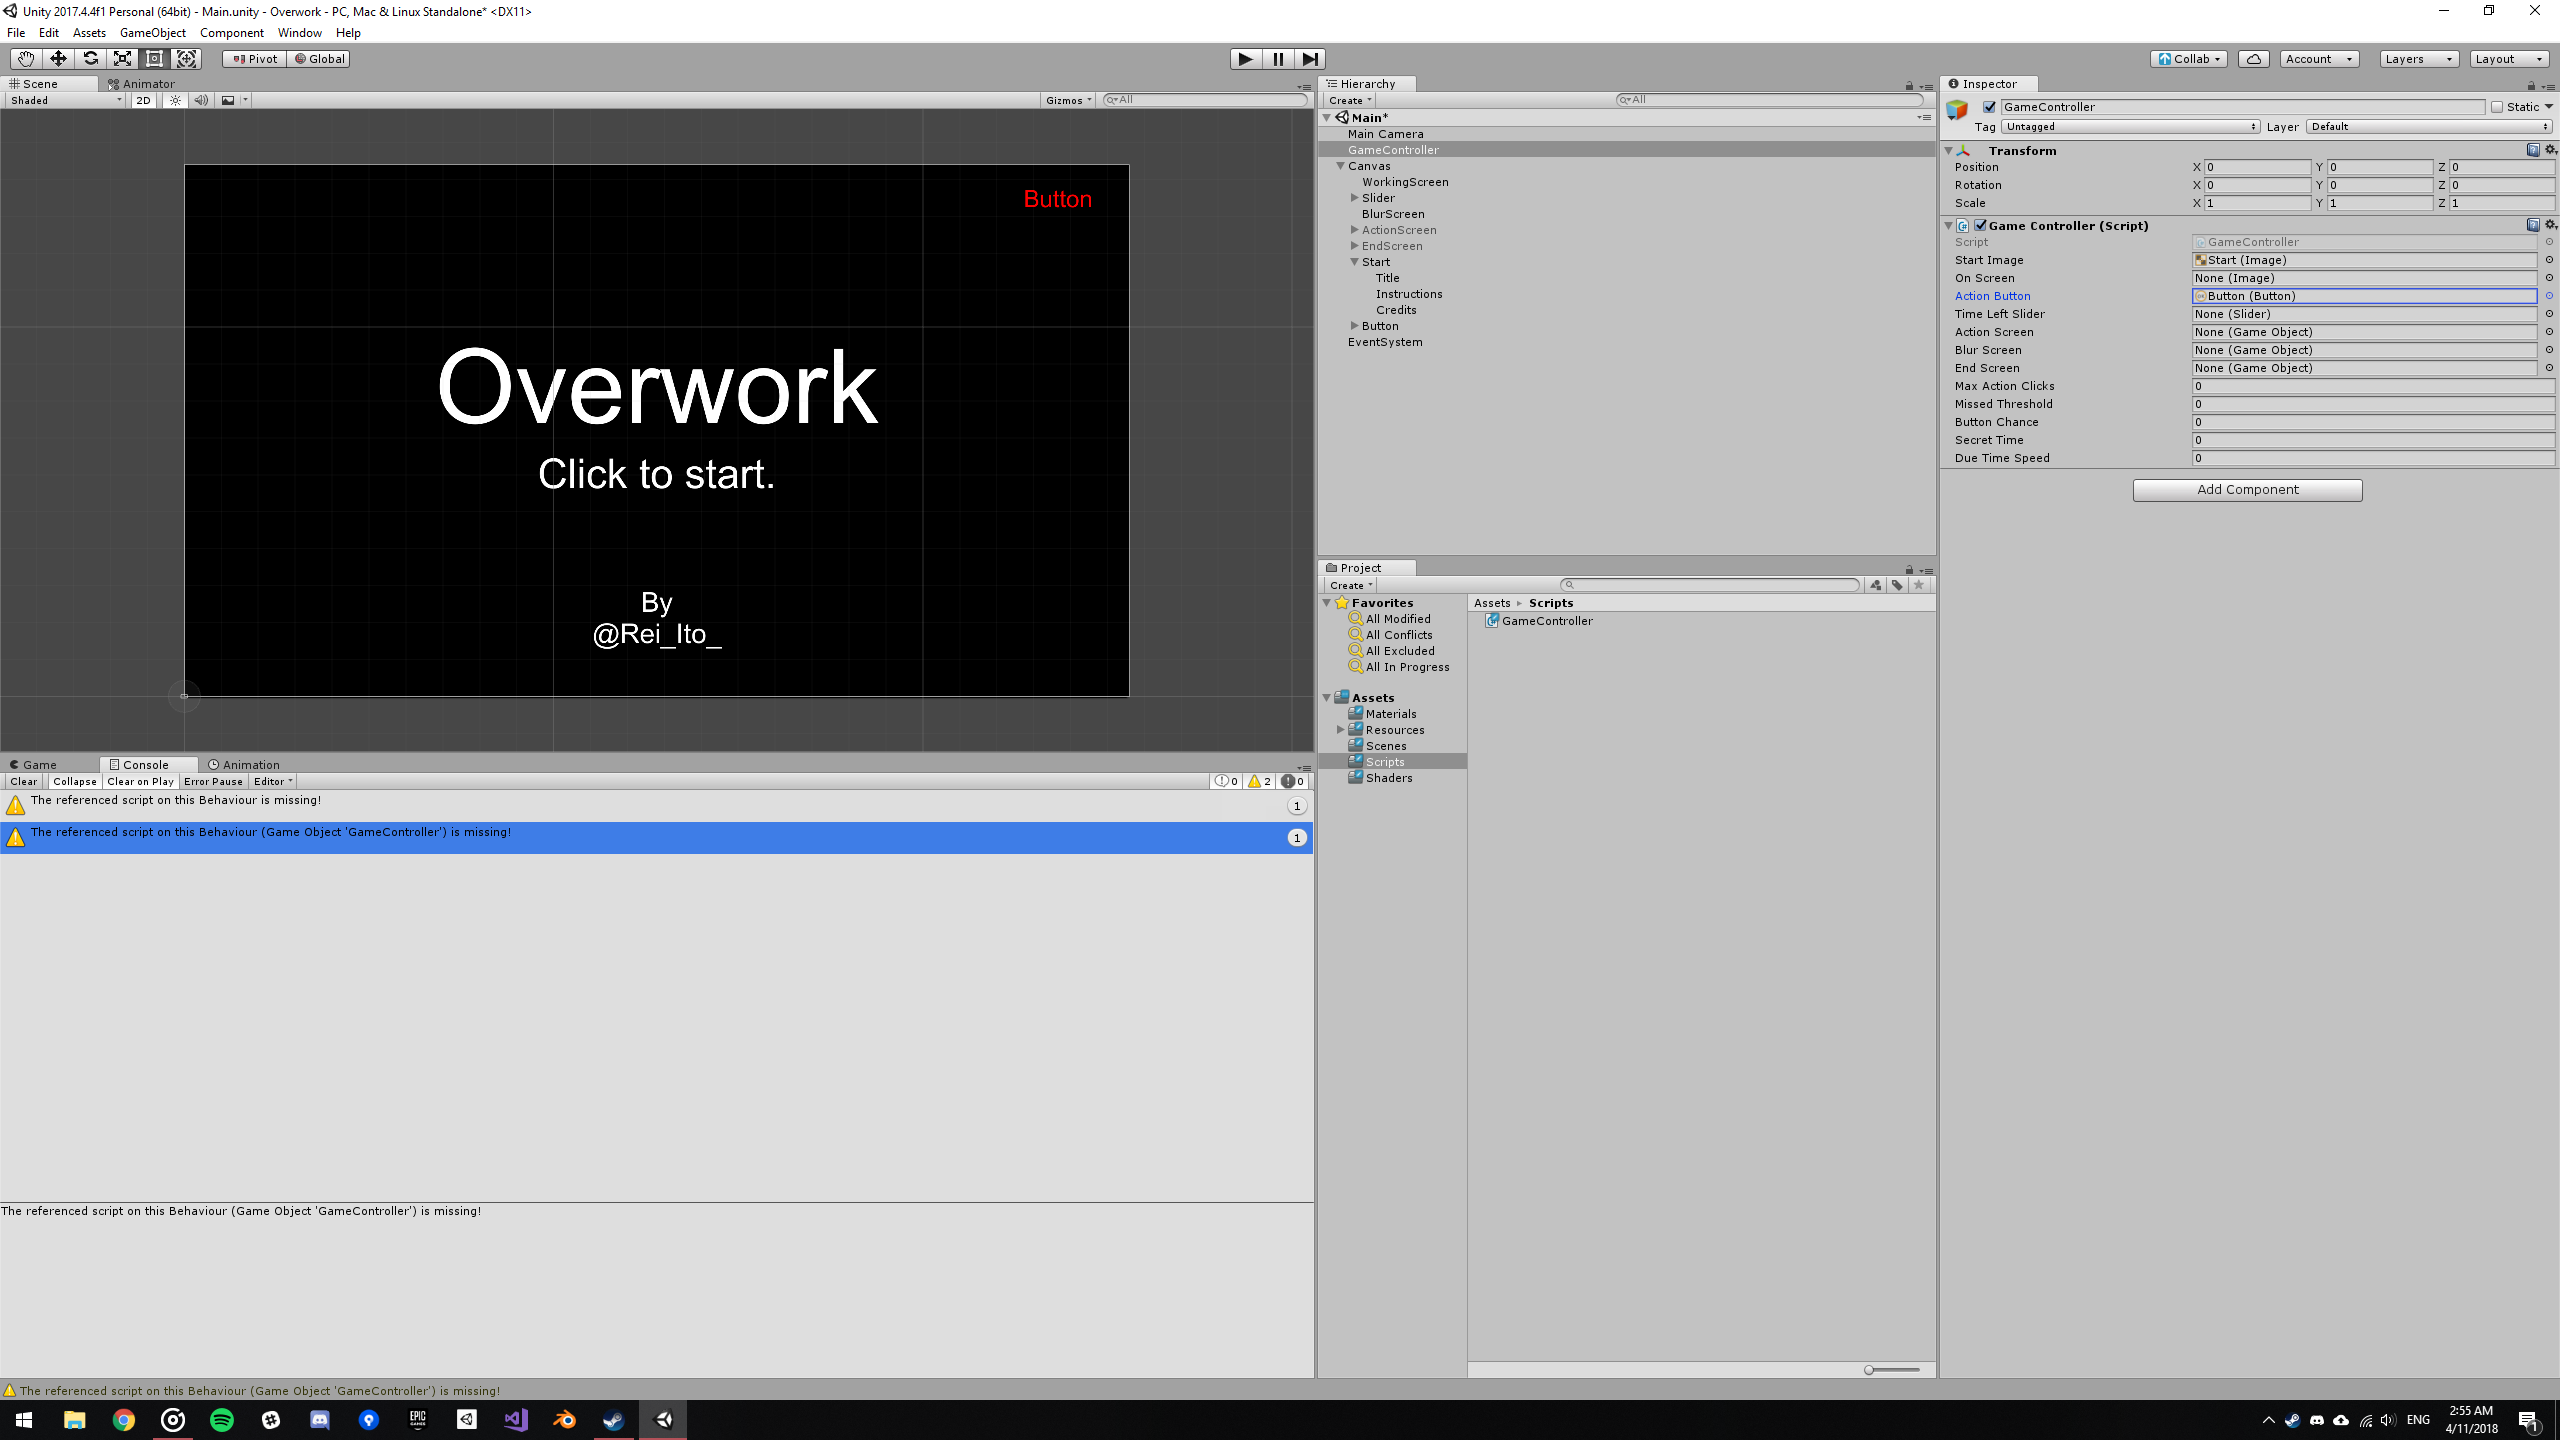 Unity 2017.4.4f1 Personal (64bit) - Main.unity - Overwork - PC, Mac & Linux Standalone* <DX11>
File Edit Assets GameObject Component Window Help
Pivot Global Collab Account Layers Layout
Scene Animator
Shaded 2D Gizmos All
Button
Overwork
Click to start.
By
@Rei_Ito_
Hierarchy
Create All
Main*
Main Camera
GameController
Canvas
WorkingScreen
Slider
BlurScreen
ActionScreen
EndScreen
Start
Title
Instructions
Credits
Button
EventSystem
Inspector
GameController Static
Tag Untagged Layer Default
Transform
Position X 0 Y 0 Z 0
Rotation X 0 Y 0 Z 0
Scale X 1 Y 1 Z 1
Game Controller (Script)
Script GameController
Start Image Start (Image)
On Screen None (Image)
Action Button Button (Button)
Time Left Slider None (Slider)
Action Screen None (Game Object)
Blur Screen None (Game Object)
End Screen None (Game Object)
Max Action Clicks 0
Missed Threshold 0
Button Chance 0
Secret Time 0
Due Time Speed 0
Add Component
Project
Create
Favorites
All Modified
All Conflicts
All Excluded
All In Progress
Assets
Materials
Resources
Scenes
Scripts
Shaders
Assets Scripts
GameController
Game Console Animation
Clear Collapse Clear on Play Error Pause Editor 0 2 0
The referenced script on this Behaviour is missing! 1
The referenced script on this Behaviour (Game Object 'GameController') is missing! 1
The referenced script on this Behaviour (Game Object 'GameController') is missing!
The referenced script on this Behaviour (Game Object 'GameController') is missing!
EPIC
GAMES
ENG
2:55 AM
4/11/2018
1